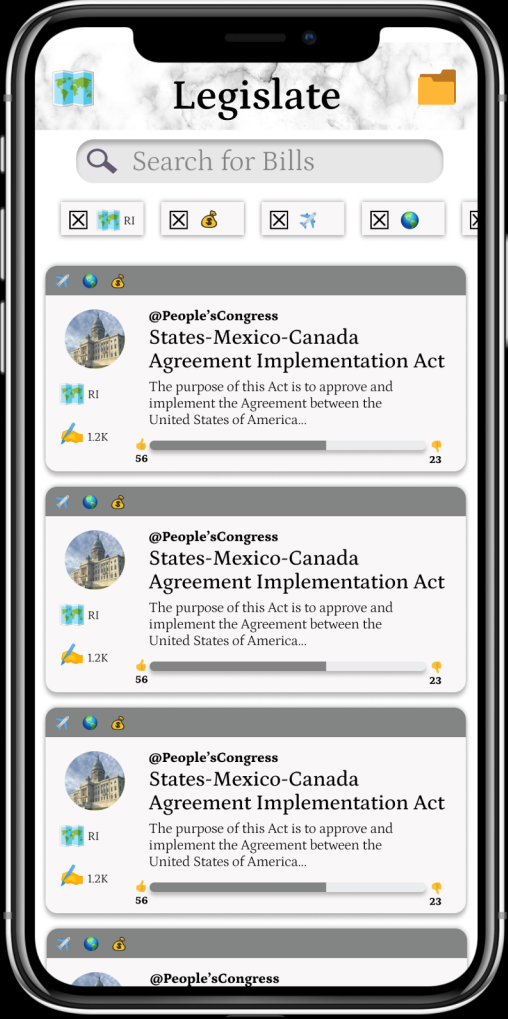 Legislate
Search for Bills
RI
@People'sCongress
States-Mexico-Canada
Agreement Implementation Act
The purpose of this Act is to approve and
implement the Agreement between the
United States of America...
RI
1.2K
56
23
@People'sCongress
States-Mexico-Canada
Agreement Implementation Act
The purpose of this Act is to approve and
implement the Agreement between the
United States of America...
RI
1.2K
56
23
@People'sCongress
States-Mexico-Canada
Agreement Implementation Act
The purpose of this Act is to approve and
implement the Agreement between the
United States of America...
RI
1.2K
56
23
@People'sCongress